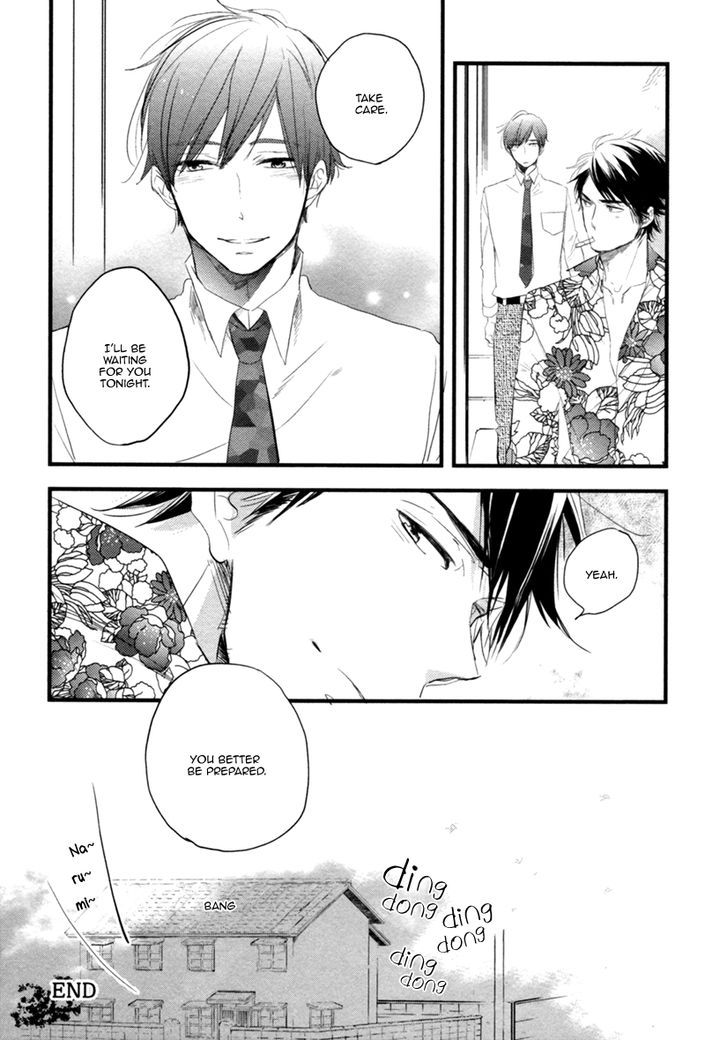 TAKE
CARE.
I'LL BE
WAITING
FOR YOU
TONIGHT.
YEAH.
YOU BETTER
BE PREPARED.
Na~
ru~
mi~
BANG
ding
dong
ding
dong
ding
dong
END